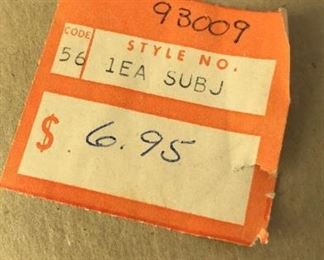 93009
CODE STYLE NO.
56 1EA SUBJ
$ 6.95